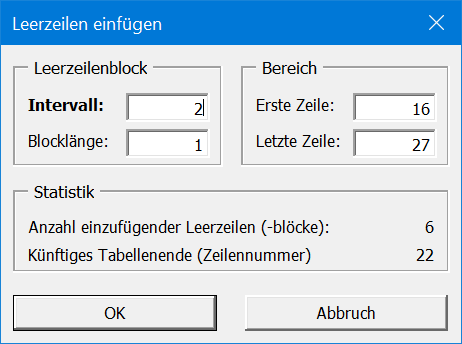 Leerzeilen einfügen
Leerzeilenblock
Intervall: 2
Blocklänge: 1
Bereich
Erste Zeile: 16
Letzte Zeile: 27
Statistik
Anzahl einzufügender Leerzeilen (-blöcke): 6
Künftiges Tabellenende (Zeilennummer) 22
OK Abbruch